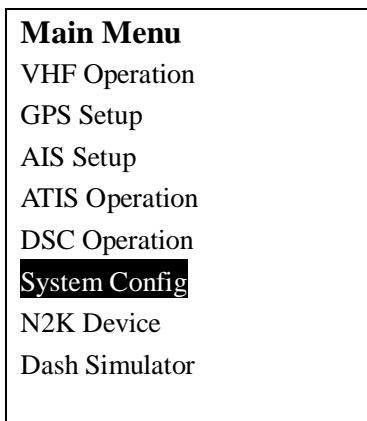 Main Menu
VHF Operation
GPS Setup
AIS Setup
ATIS Operation
DSC Operation
System Config
N2K Device
Dash Simulator